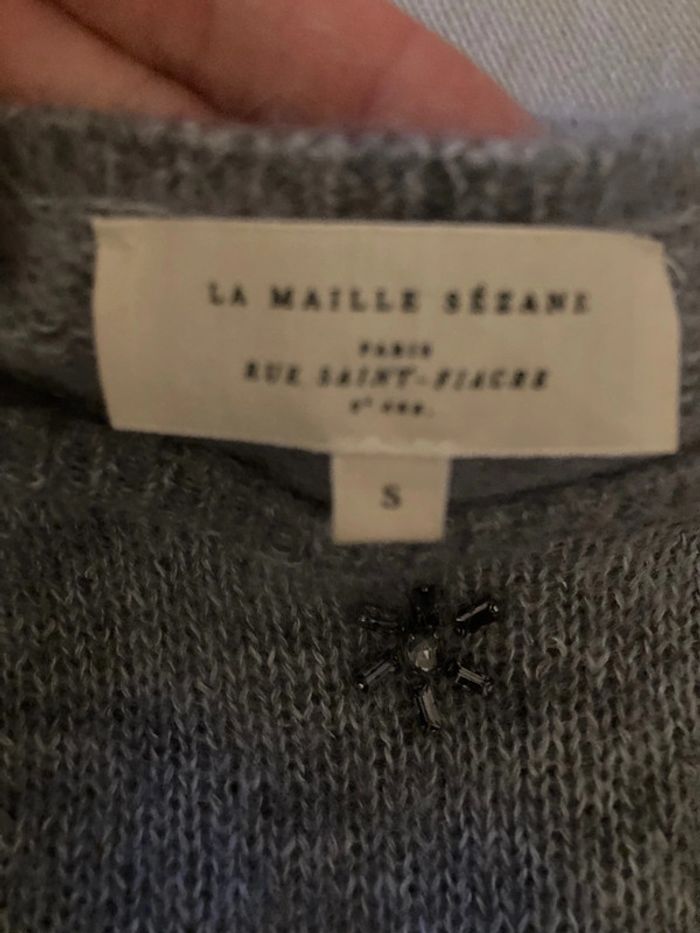 LA MAILLE SÉZANE
PARIS
RUE SAINT-FIACRE
S